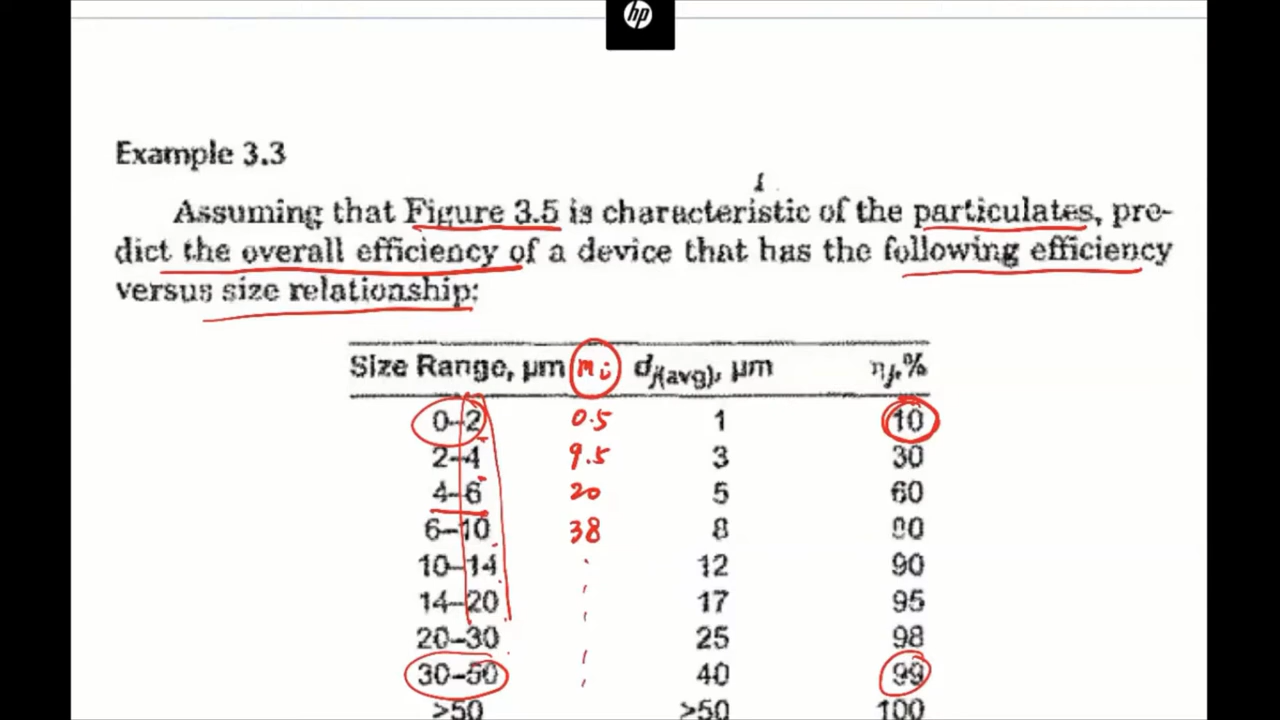 hp
Example 3.3
Assuming that Figure 3.5 is characteristic of the particulates, pre-
dict the overall efficiency of a device that has the following efficiency
versus size relationship:
Size Range, μm mi dj(avg), μm ηj,%
0–2 0.5 1 10
2–4 9.5 3 30
4–6 20 5 60
6–10 38 8 80
10–14 12 90
14–20 17 95
20–30 25 98
30–50 40 99
>50 >50 100